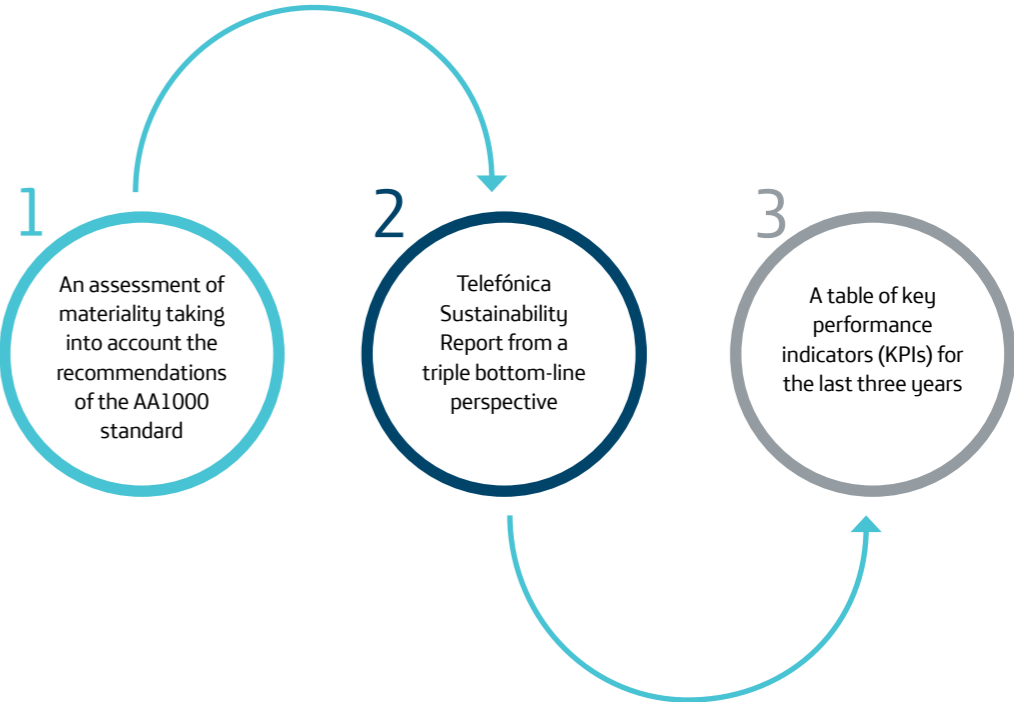 1
An assessment of
materiality taking
into account the
recommendations
of the AA1000
standard
2
Telefónica
Sustainability
Report from a
triple bottom-line
perspective
3
A table of key
performance
indicators (KPIs) for
the last three years